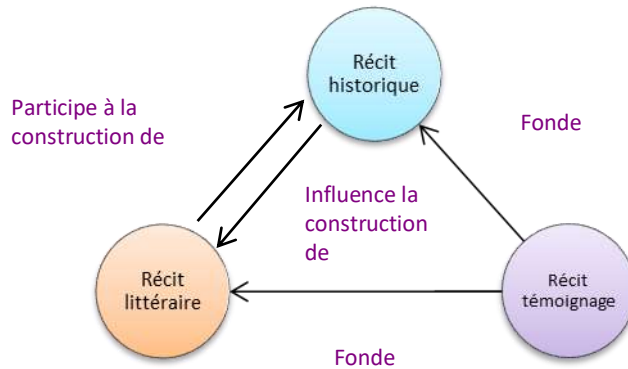 Récit
historique
Participe à la
construction de
Fonde
Influence la
construction
de
Récit
littéraire
Récit
témoignage
Fonde